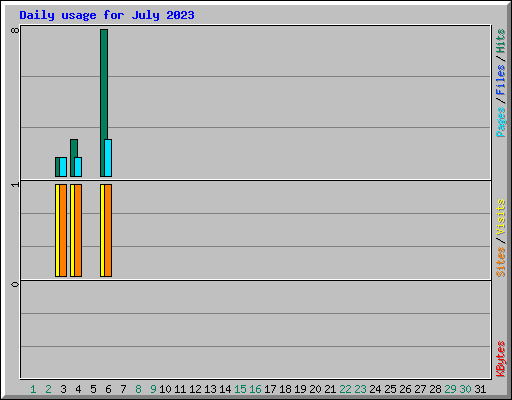 Daily usage for July 2023
8
1
0
Pages / Files / Hits
Sites / Visits
KBytes
1 2 3 4 5 6 7 8 9 10 11 12 13 14 15 16 17 18 19 20 21 22 23 24 25 26 27 28 29 30 31